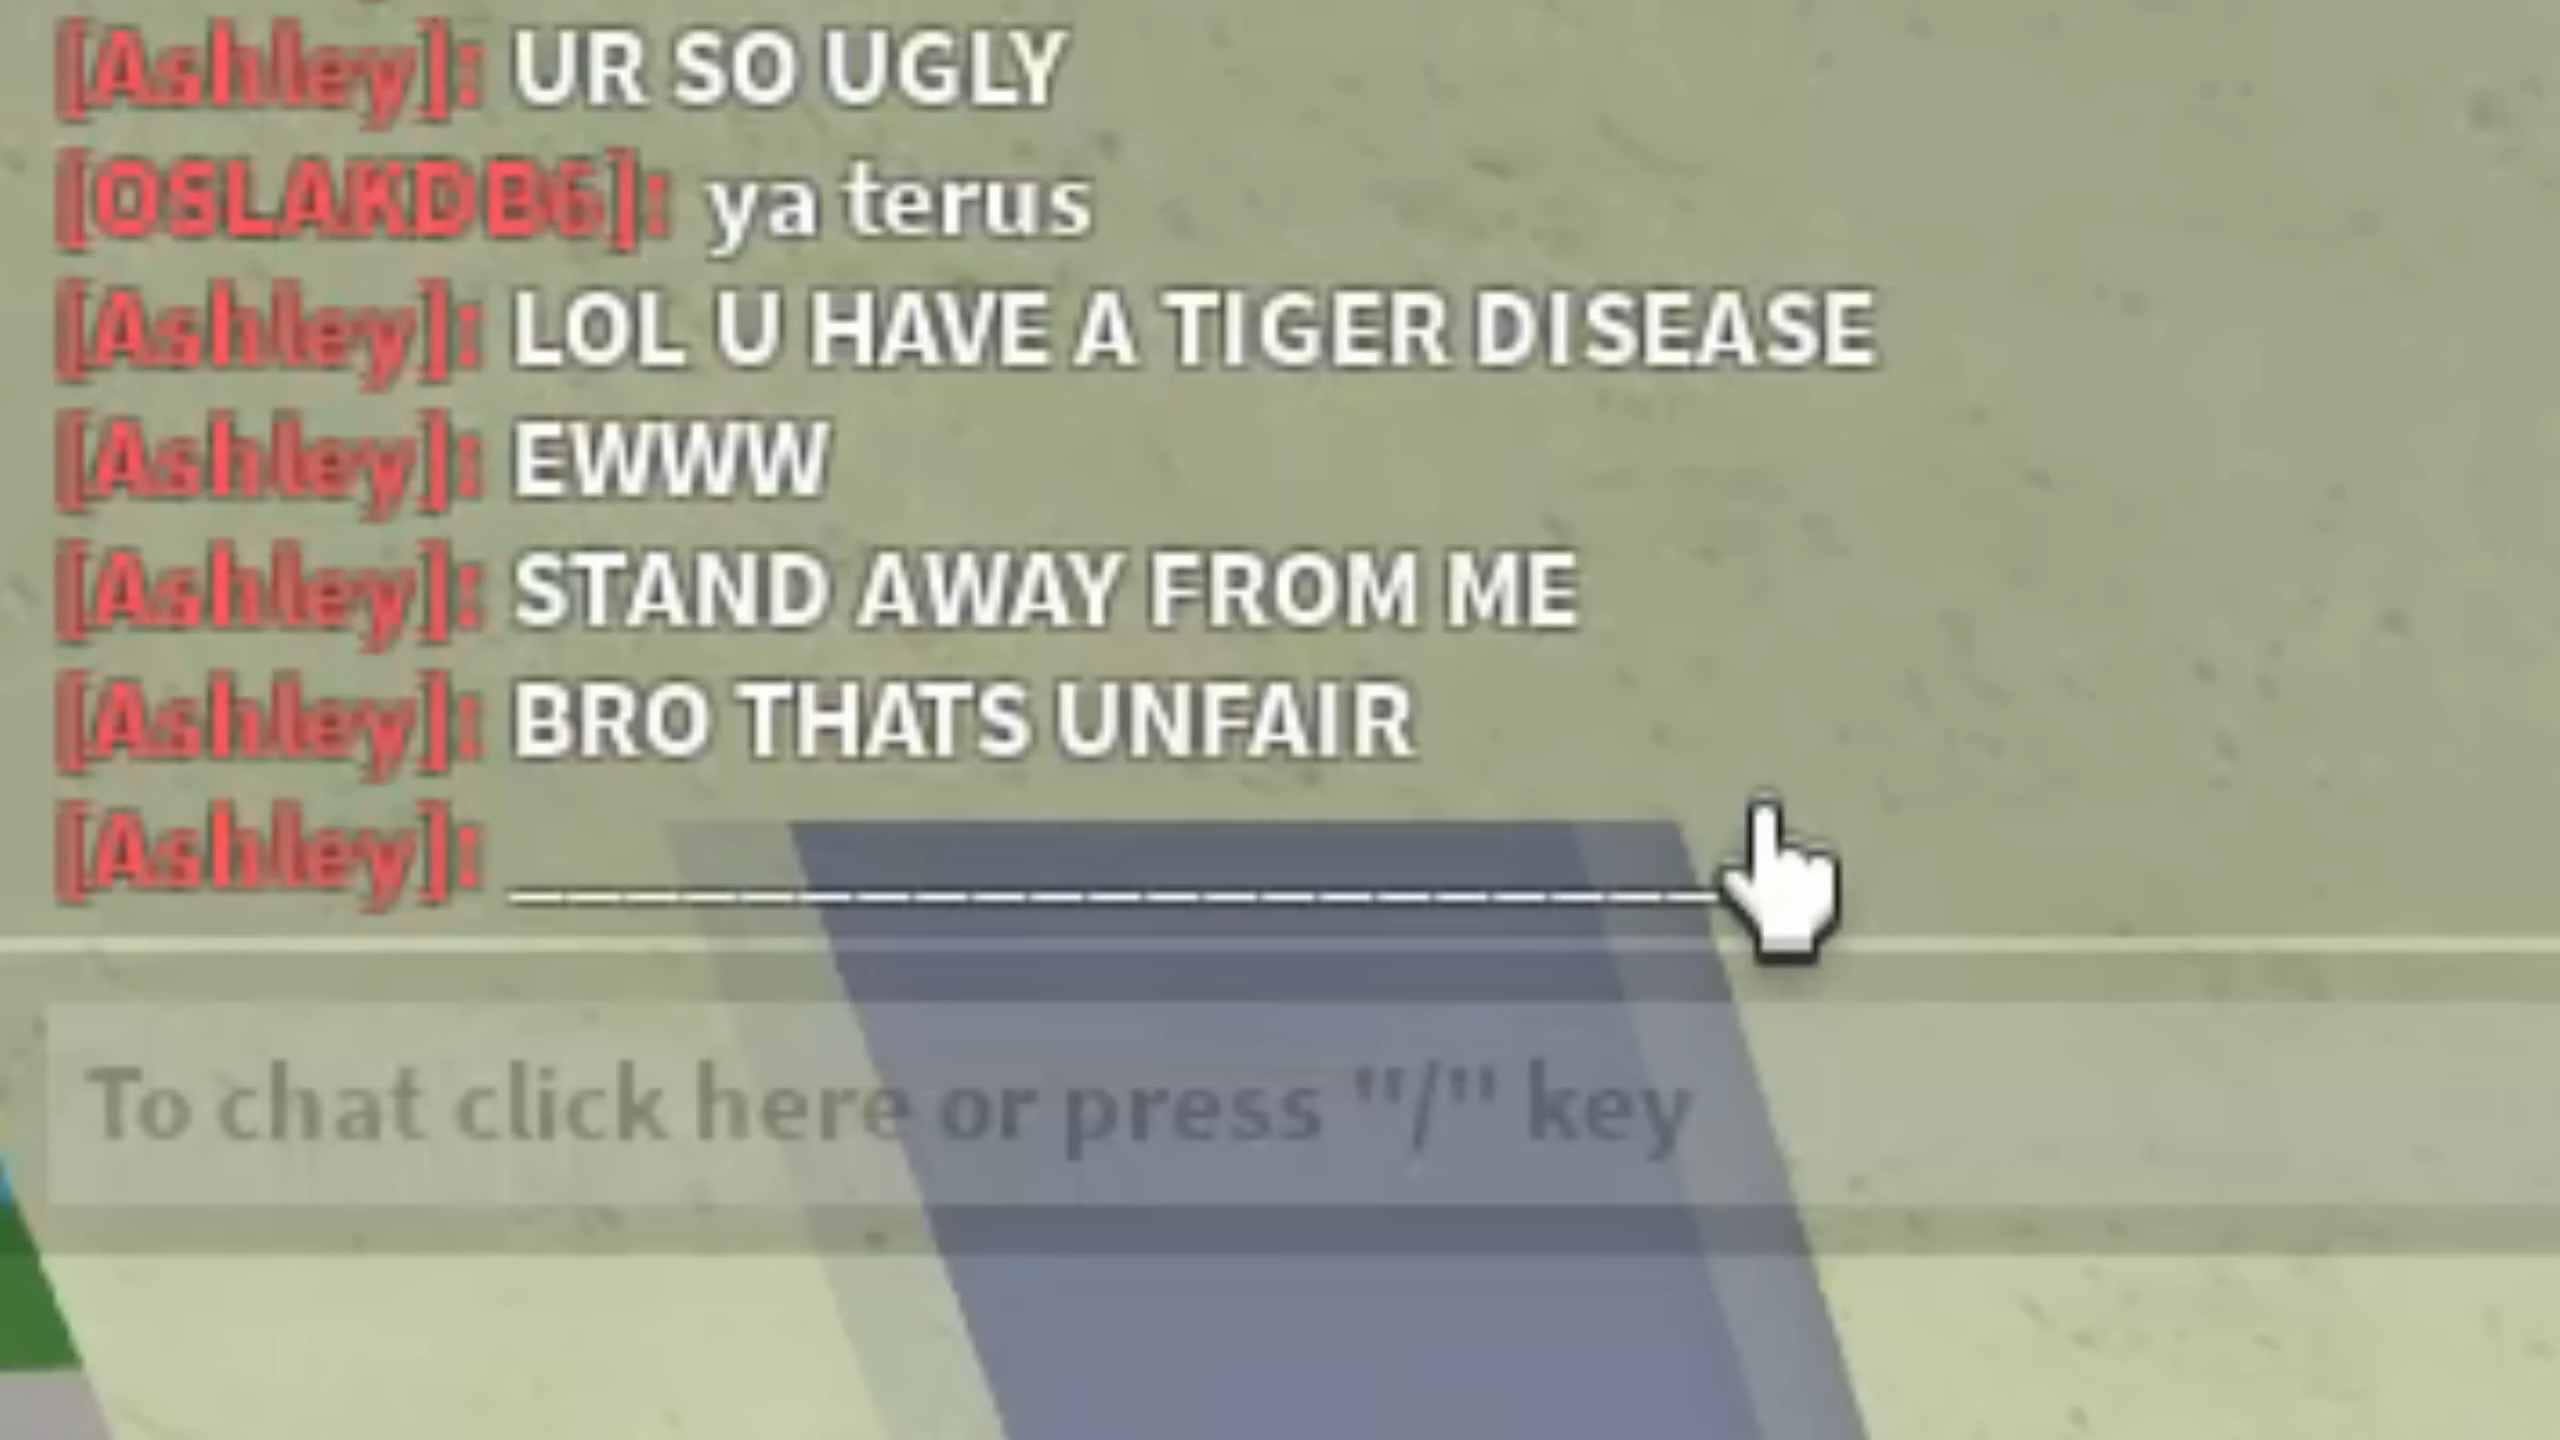 [Ashley]: UR SO UGLY
[OSLAKDB6]: ya terus
[Ashley]: LOL U HAVE A TIGER DISEASE
[Ashley]: EWWW
[Ashley]: STAND AWAY FROM ME
[Ashley]: BRO THATS UNFAIR
[Ashley]: _____________________
To chat click here or press "/" key